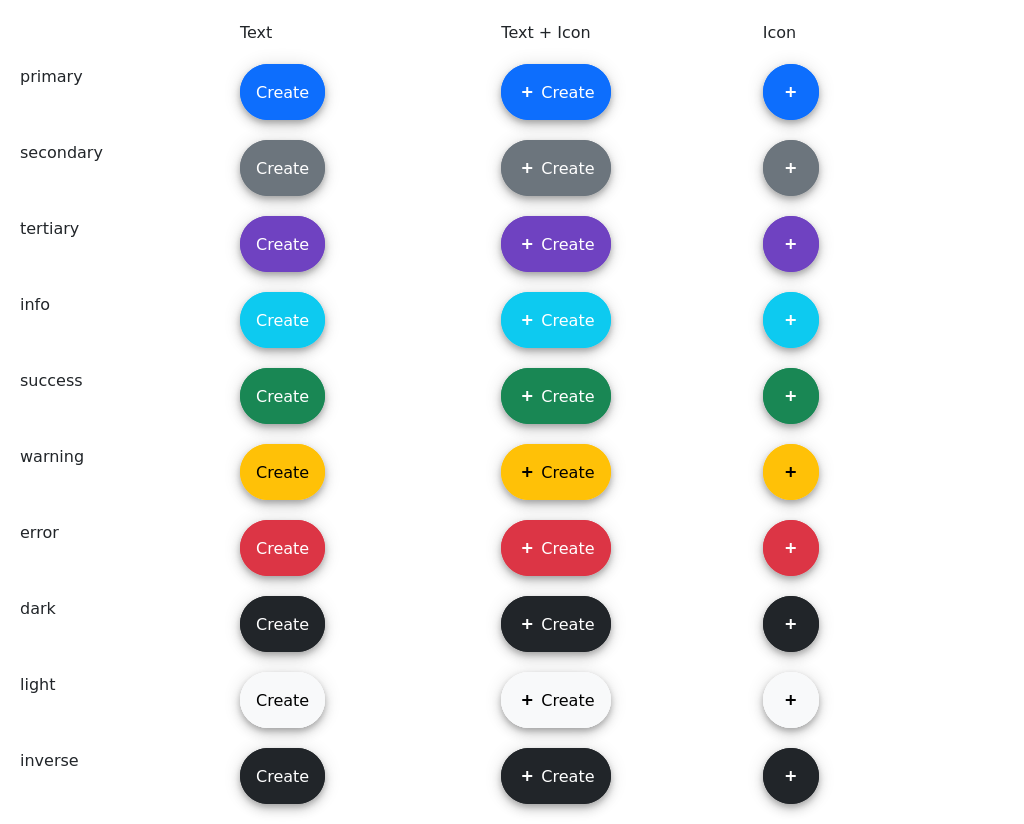 Text Text + Icon Icon
primary Create + Create +
secondary Create + Create +
tertiary Create + Create +
info Create + Create +
success Create + Create +
warning Create + Create +
error Create + Create +
dark Create + Create +
light Create + Create +
inverse Create + Create +